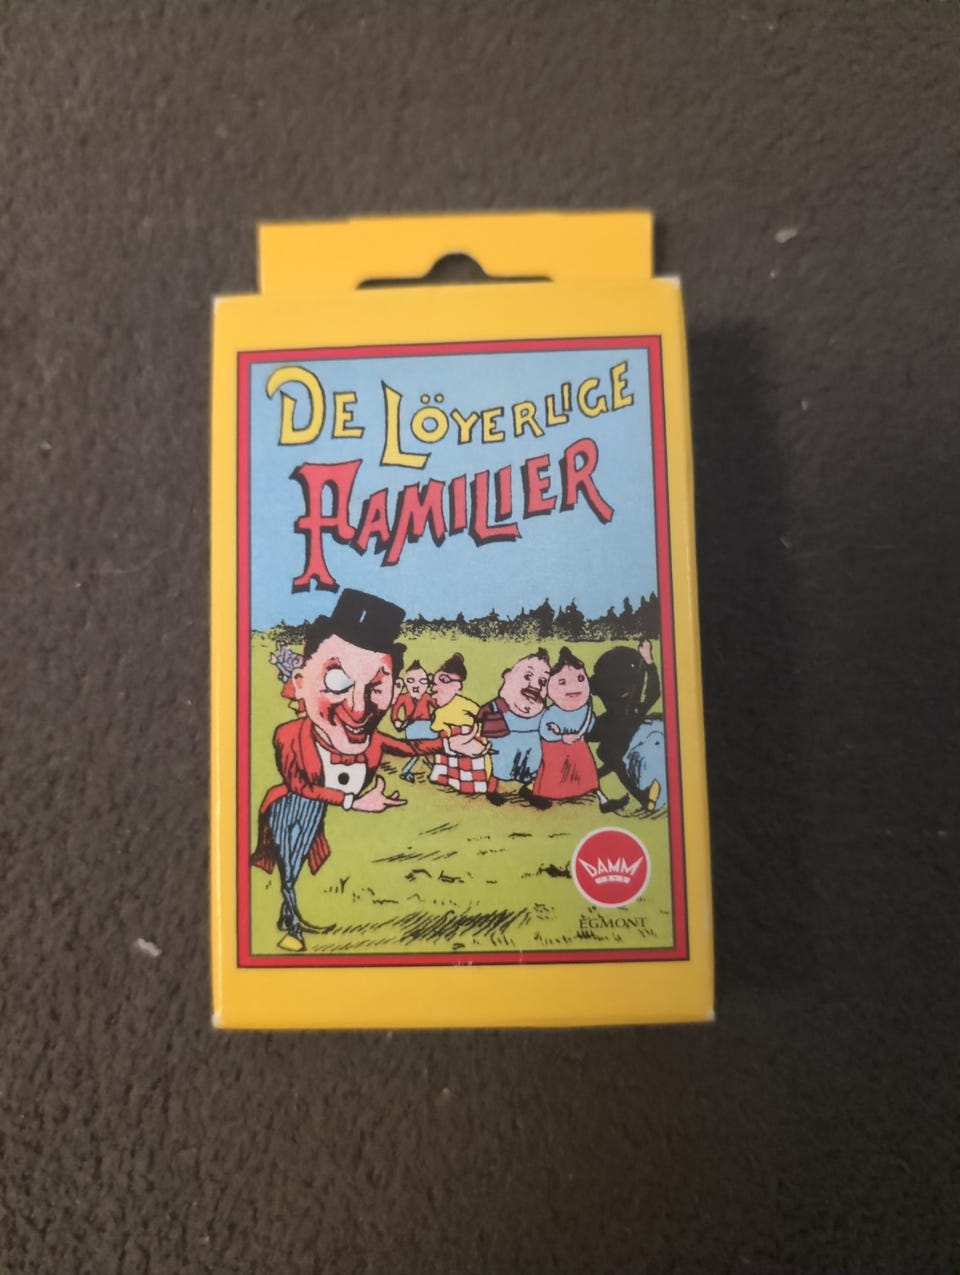 DE LÖYERLIGE
FAMILIER
DAMM
EGMONT